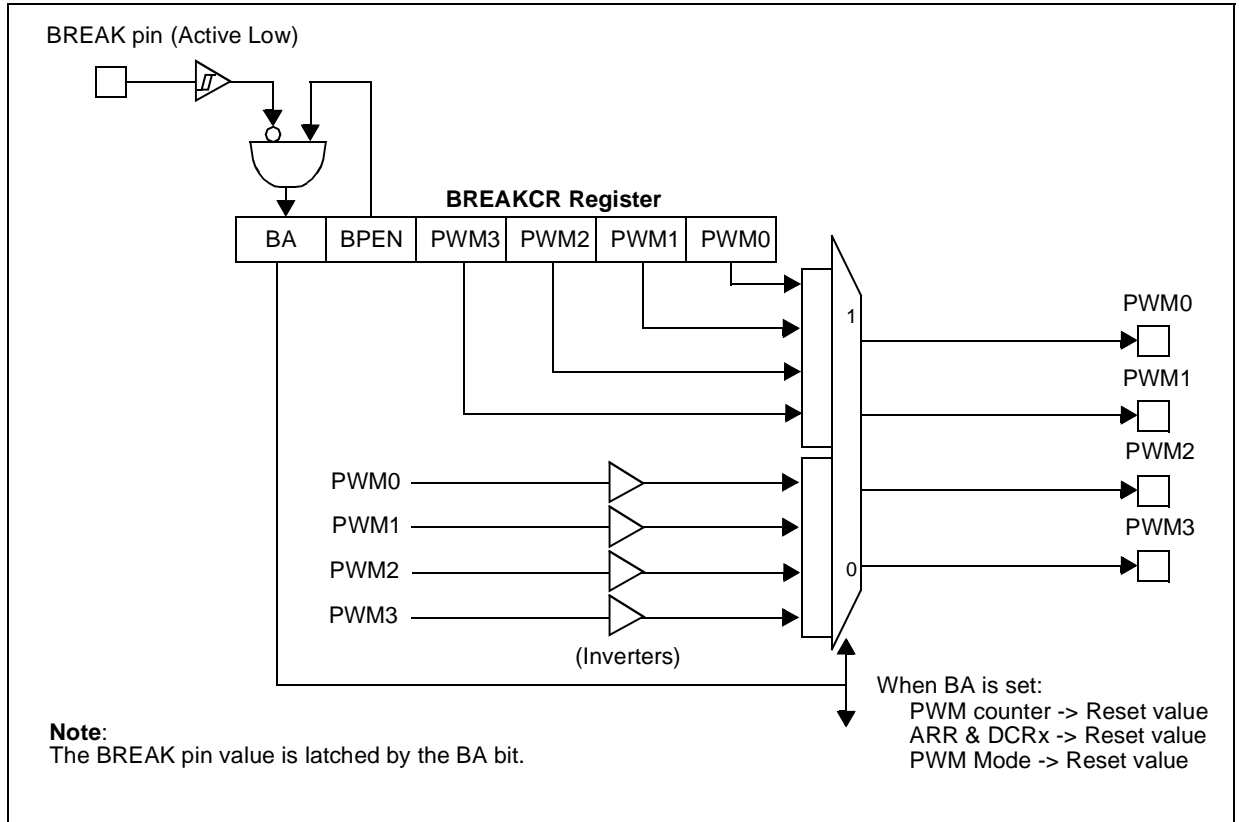 BREAK pin (Active Low)
BREAKCR Register
BA BPEN PWM3 PWM2 PWM1 PWM0
1
PWM0
PWM1
PWM2
PWM3
PWM0
PWM1
PWM2
PWM3
0
(Inverters)
When BA is set:
PWM counter -> Reset value
ARR & DCRx -> Reset value
PWM Mode -> Reset value
Note:
The BREAK pin value is latched by the BA bit.